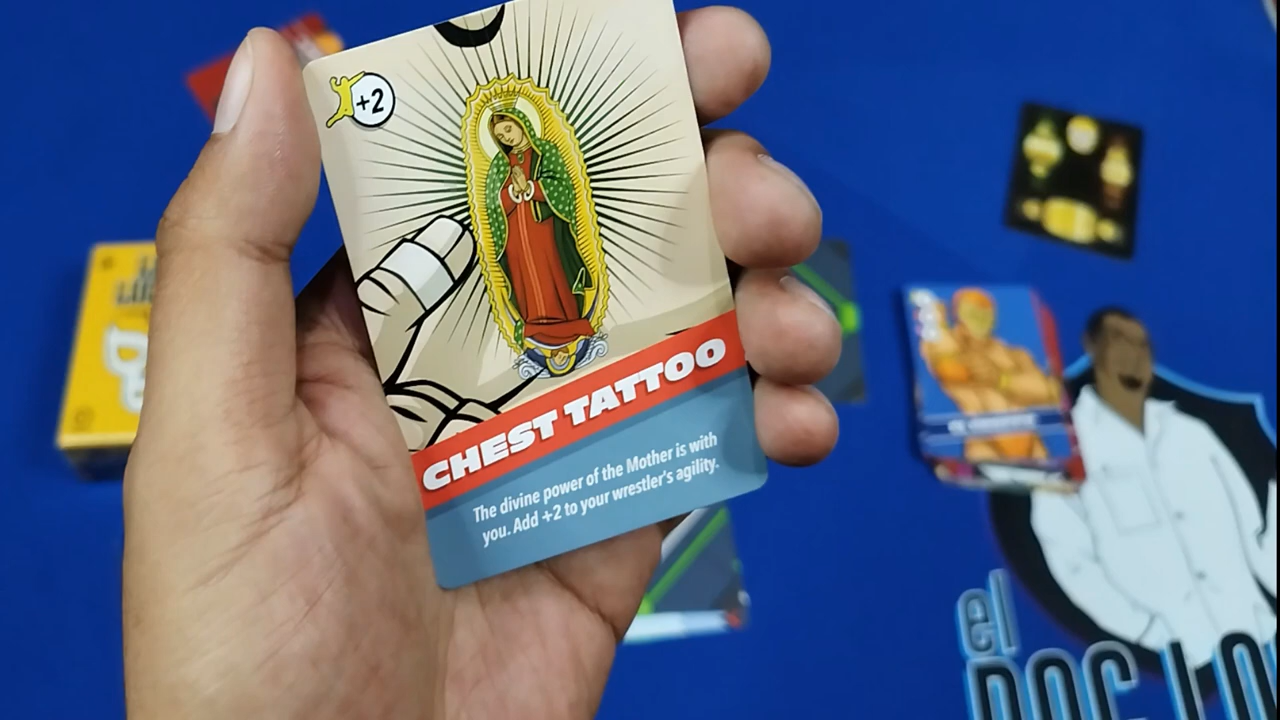 +2
CHEST TATTOO
The divine power of the Mother is with
you. Add +2 to your wrestler's agility.
el
DOC LO